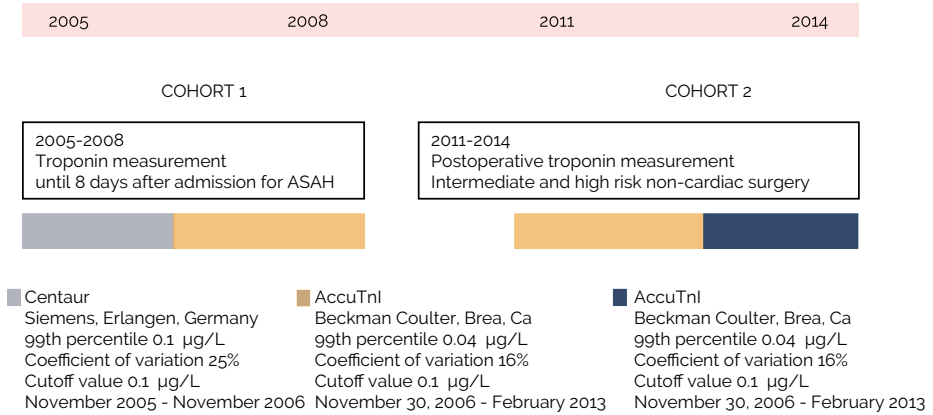 2005 2008 2011 2014
COHORT 1 COHORT 2
2005-2008
Troponin measurement
until 8 days after admission for ASAH
2011-2014
Postoperative troponin measurement
Intermediate and high risk non-cardiac surgery
Centaur
Siemens, Erlangen, Germany
99th percentile 0.1 µg/L
Coefficient of variation 25%
Cutoff value 0.1 µg/L
November 2005 - November 2006
AccuTnI
Beckman Coulter, Brea, Ca
99th percentile 0.04 µg/L
Coefficient of variation 16%
Cutoff value 0.1 µg/L
November 30, 2006 - February 2013
AccuTnI
Beckman Coulter, Brea, Ca
99th percentile 0.04 µg/L
Coefficient of variation 16%
Cutoff value 0.1 µg/L
November 30, 2006 - February 2013